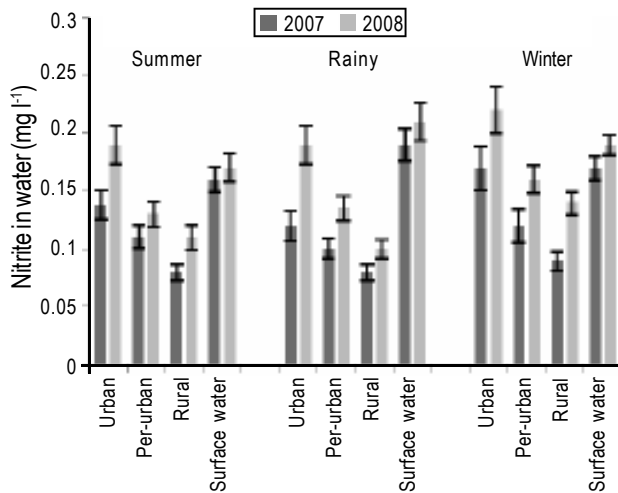 2007 2008
Summer Rainy Winter
Nitrite in water (mg l-1)
0.3
0.25
0.2
0.15
0.1
0.05
0
Urban
Per-urban
Rural
Surface water
Urban
Per-urban
Rural
Surface water
Urban
Per-urban
Rural
Surface water